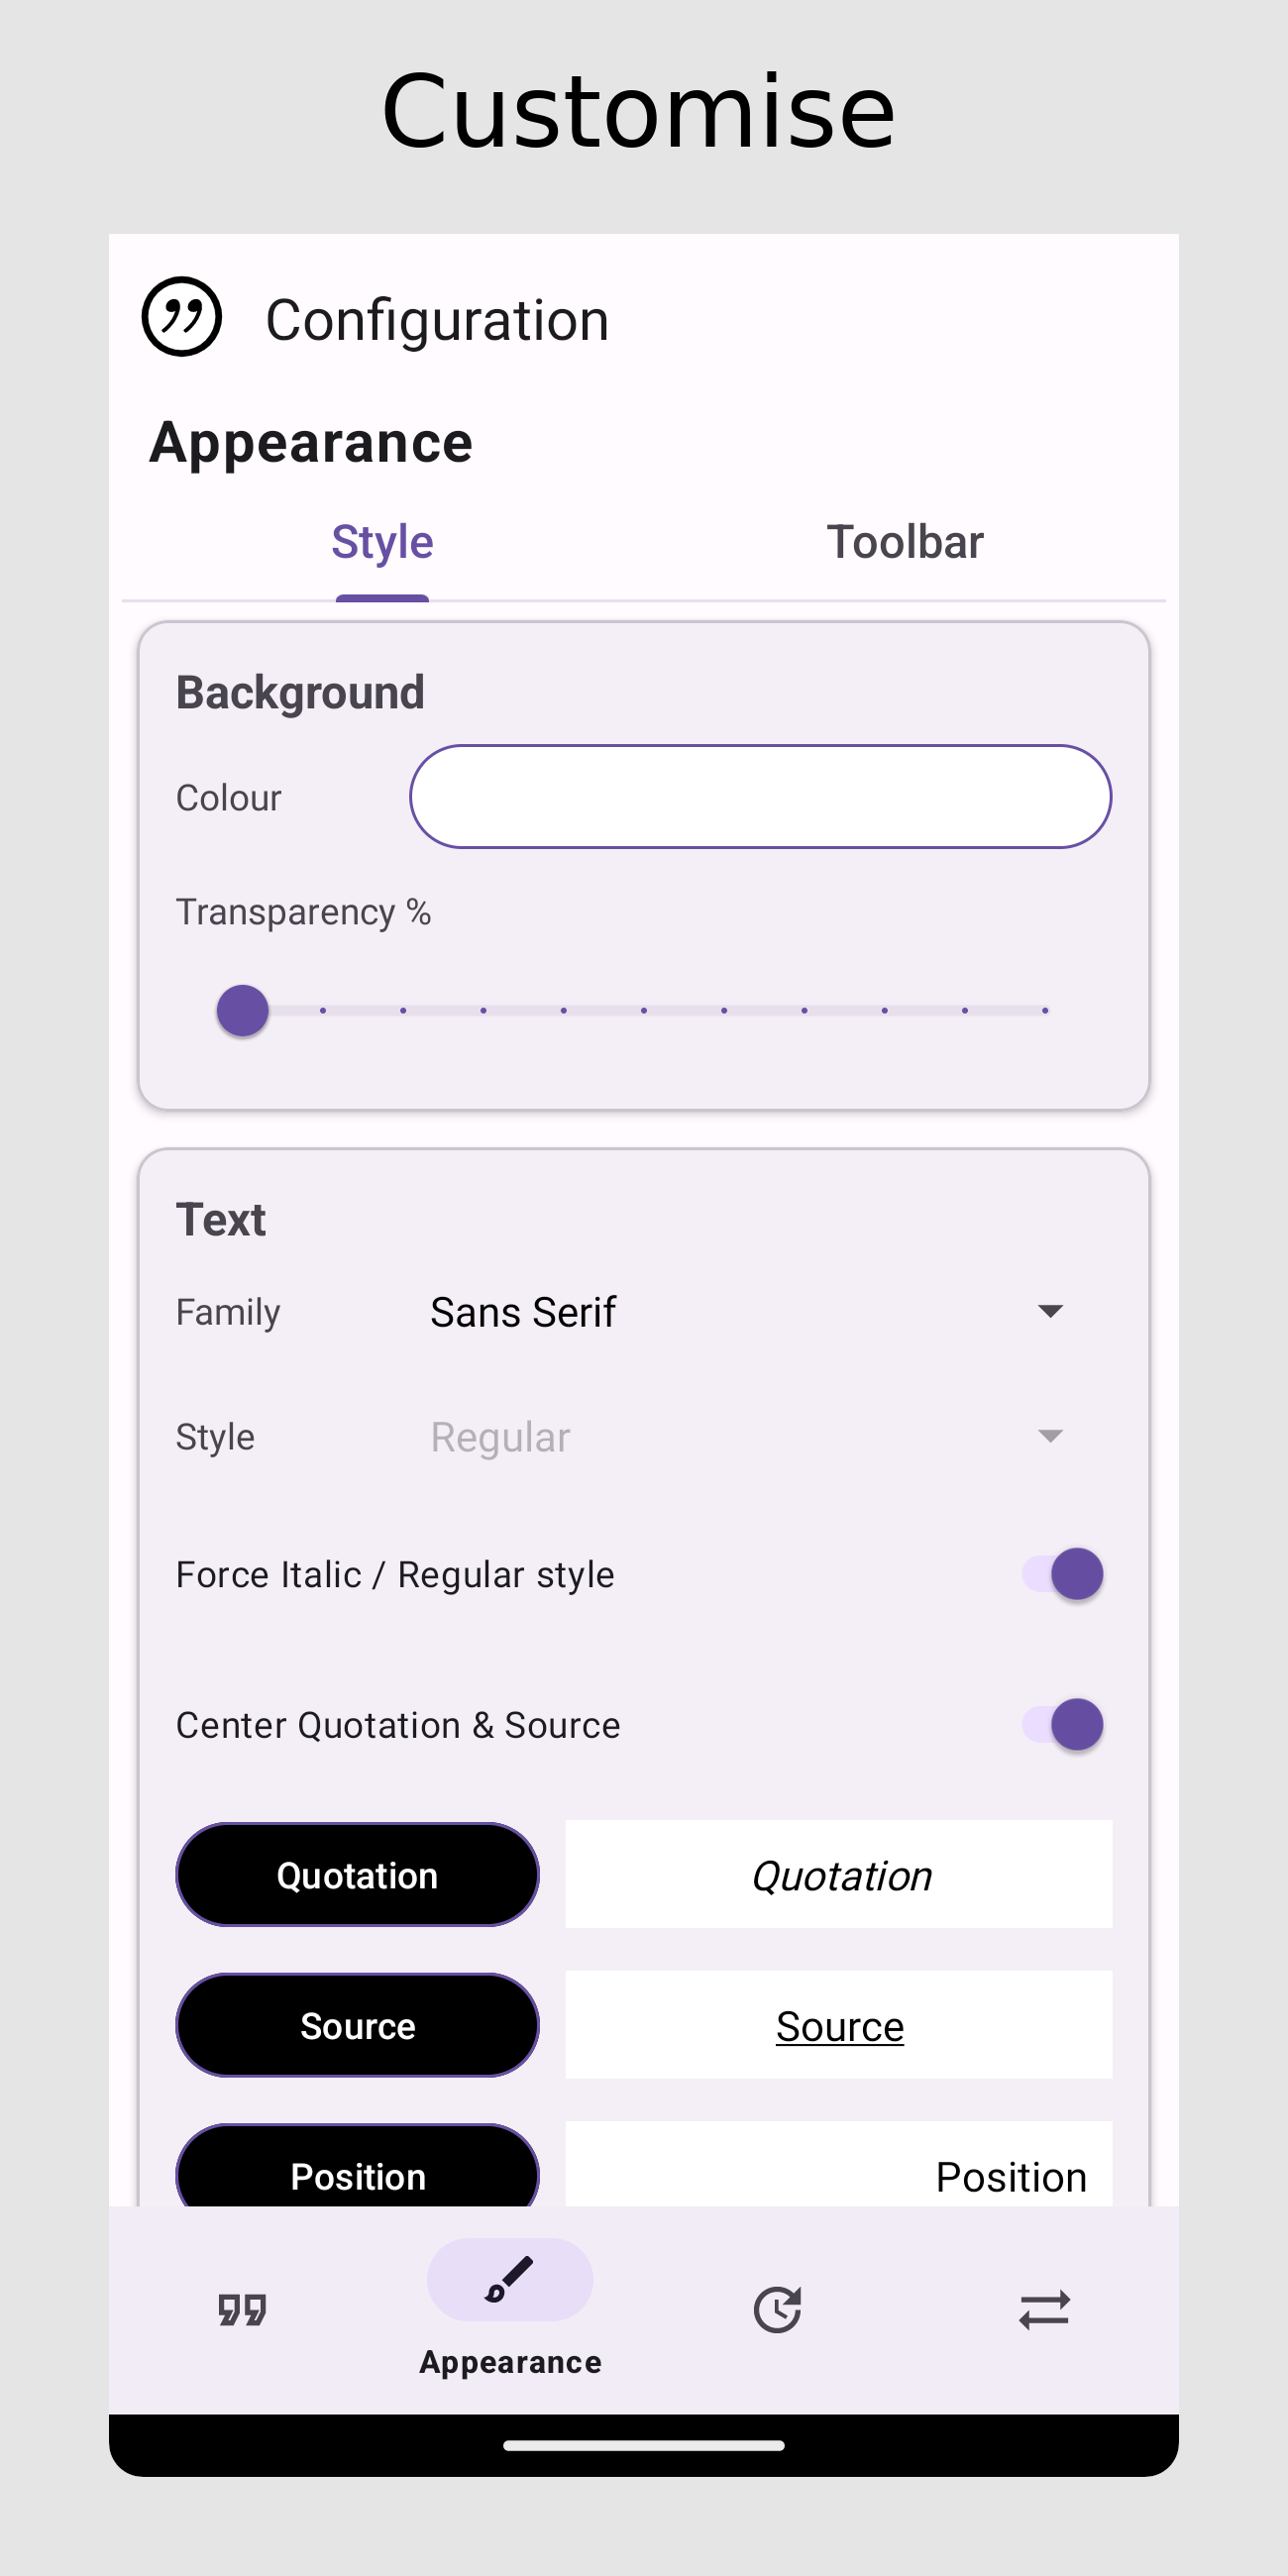 Customise
Configuration
Appearance
Style Toolbar
Background
Colour
Transparency %
Text
Family Sans Serif
Style Regular
Force Italic / Regular style
Center Quotation & Source
Quotation Quotation
Source Source
Position Position
Appearance